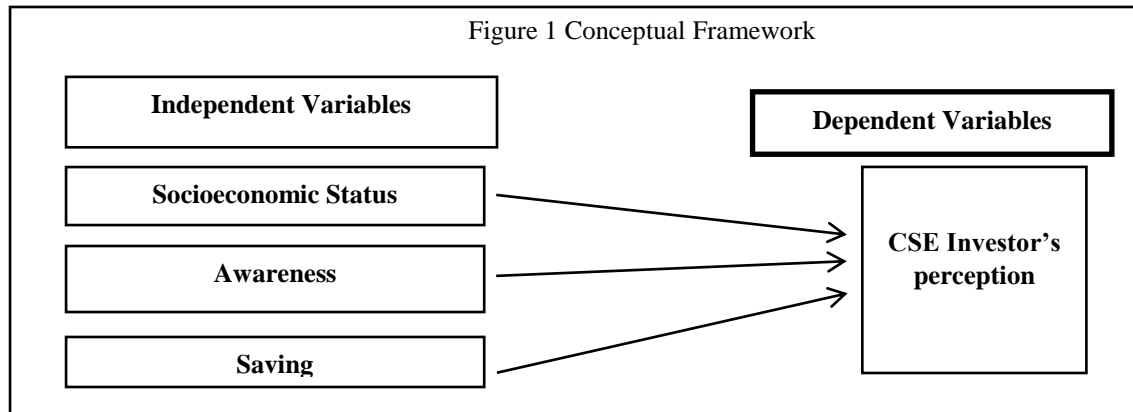 Figure 1 Conceptual Framework
Independent Variables
Dependent Variables
Socioeconomic Status
Awareness
Saving
CSE Investor’s
perception